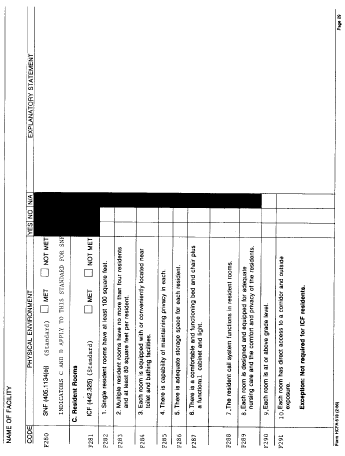 NAME OF FACILITY
CODE PHYSICAL ENVIRONMENT YES NO N/A EXPLANATORY STATEMENT
F280 SNF (405.1134(e)) (Standard) MET NOT MET
INDICATORS C AND D APPLY TO THIS STANDARD FOR SNF
C. Resident Rooms
F281 ICF (442.325) (Standard) MET NOT MET
F282 1. Single resident rooms have at least 100 square feet.
F283 2. Multiple resident rooms have no more than four residents
and at least 80 square feet per resident.
F284 3. Each room is equipped with or conveniently located near
toilet and bathing facilities.
F285 4. There is capability of maintaining privacy in each.
F286 5. There is adequate storage space for each resident.
F287 6. There is a comfortable and functioning bed and chair plus
a functional cabinet and light.
F288 7. The resident call system functions in resident rooms.
F289 8. Each room is designed and equipped for adequate
nursing care and the comfort and privacy of the residents.
F290 9. Each room is at or above grade level.
F291 10. Each room has direct access to a corridor and outside
exposure.
Exception: Not required for ICF residents.
Form HCFA-519 (2-86) Page 25